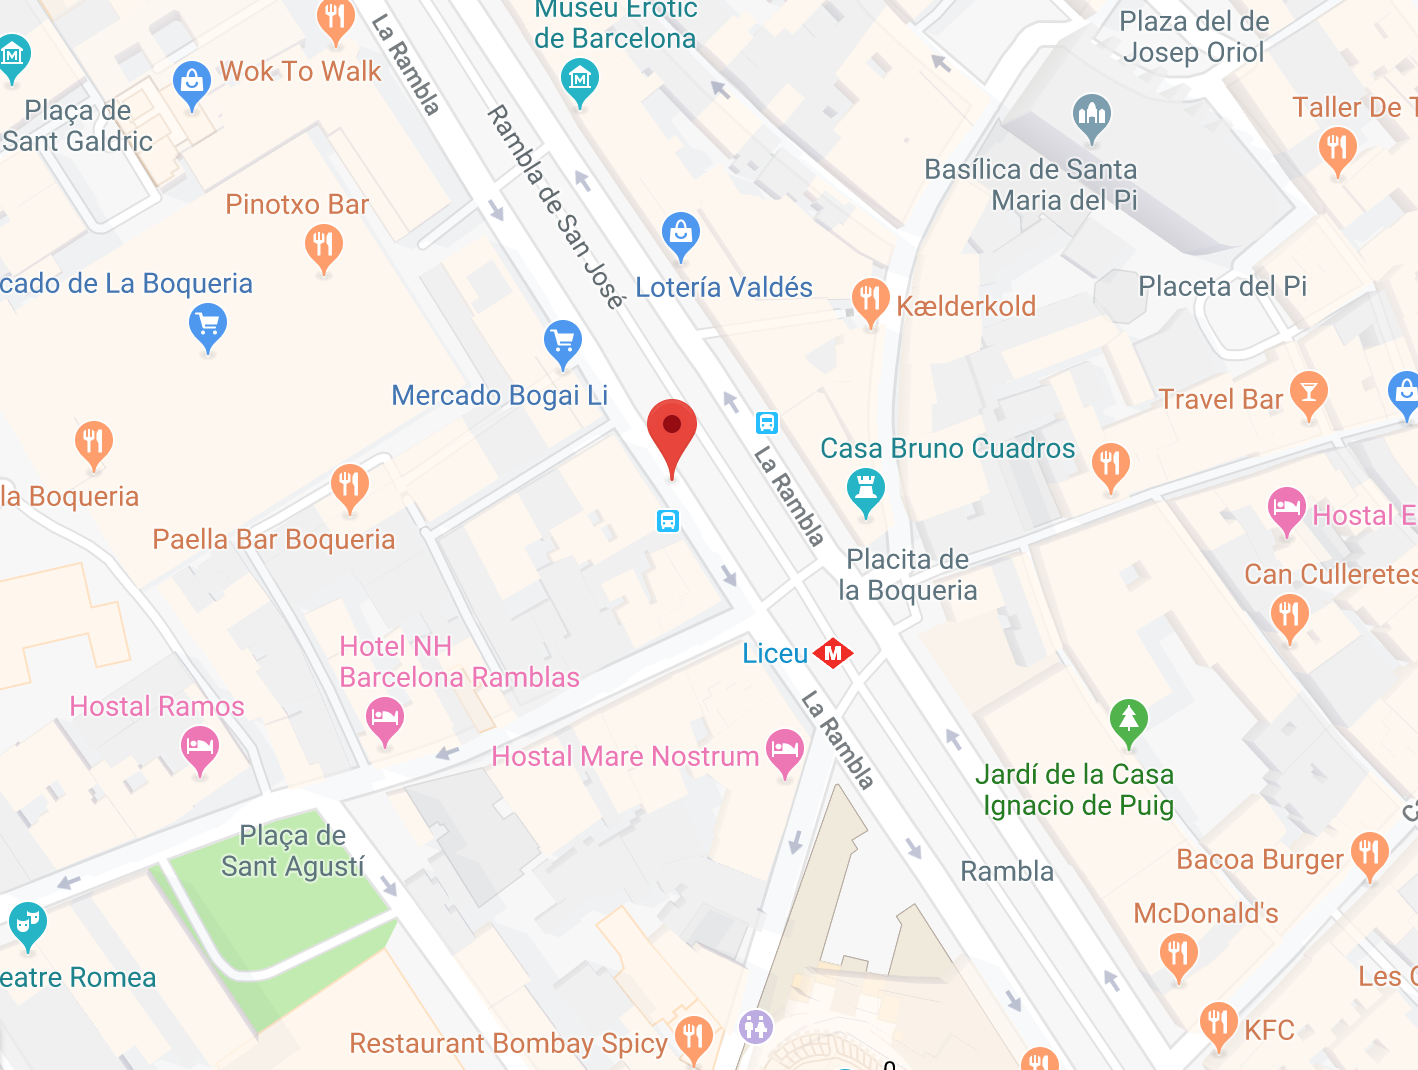 Museu Eròtic
de Barcelona
Plaza del de
Josep Oriol
La Rambla
Wok To Walk
Plaça de
Sant Galdric
Rambla de San José
Taller De T
Basílica de Santa
Maria del Pi
Pinotxo Bar
cado de La Boqueria
Lotería Valdés
Kælderkold
Placeta del Pi
Mercado Bogai Li
Travel Bar
Casa Bruno Cuadros
la Boqueria
Paella Bar Boqueria
La Rambla
Hostal E
Placita de
la Boqueria
Can Culleretes
Hotel NH
Barcelona Ramblas
Liceu
M
Hostal Ramos
Hostal Mare Nostrum
La Rambla
Jardí de la Casa
Ignacio de Puig
Plaça de
Sant Agustí
Rambla
Bacoa Burger
McDonald's
eatre Romea
Les
Restaurant Bombay Spicy
KFC